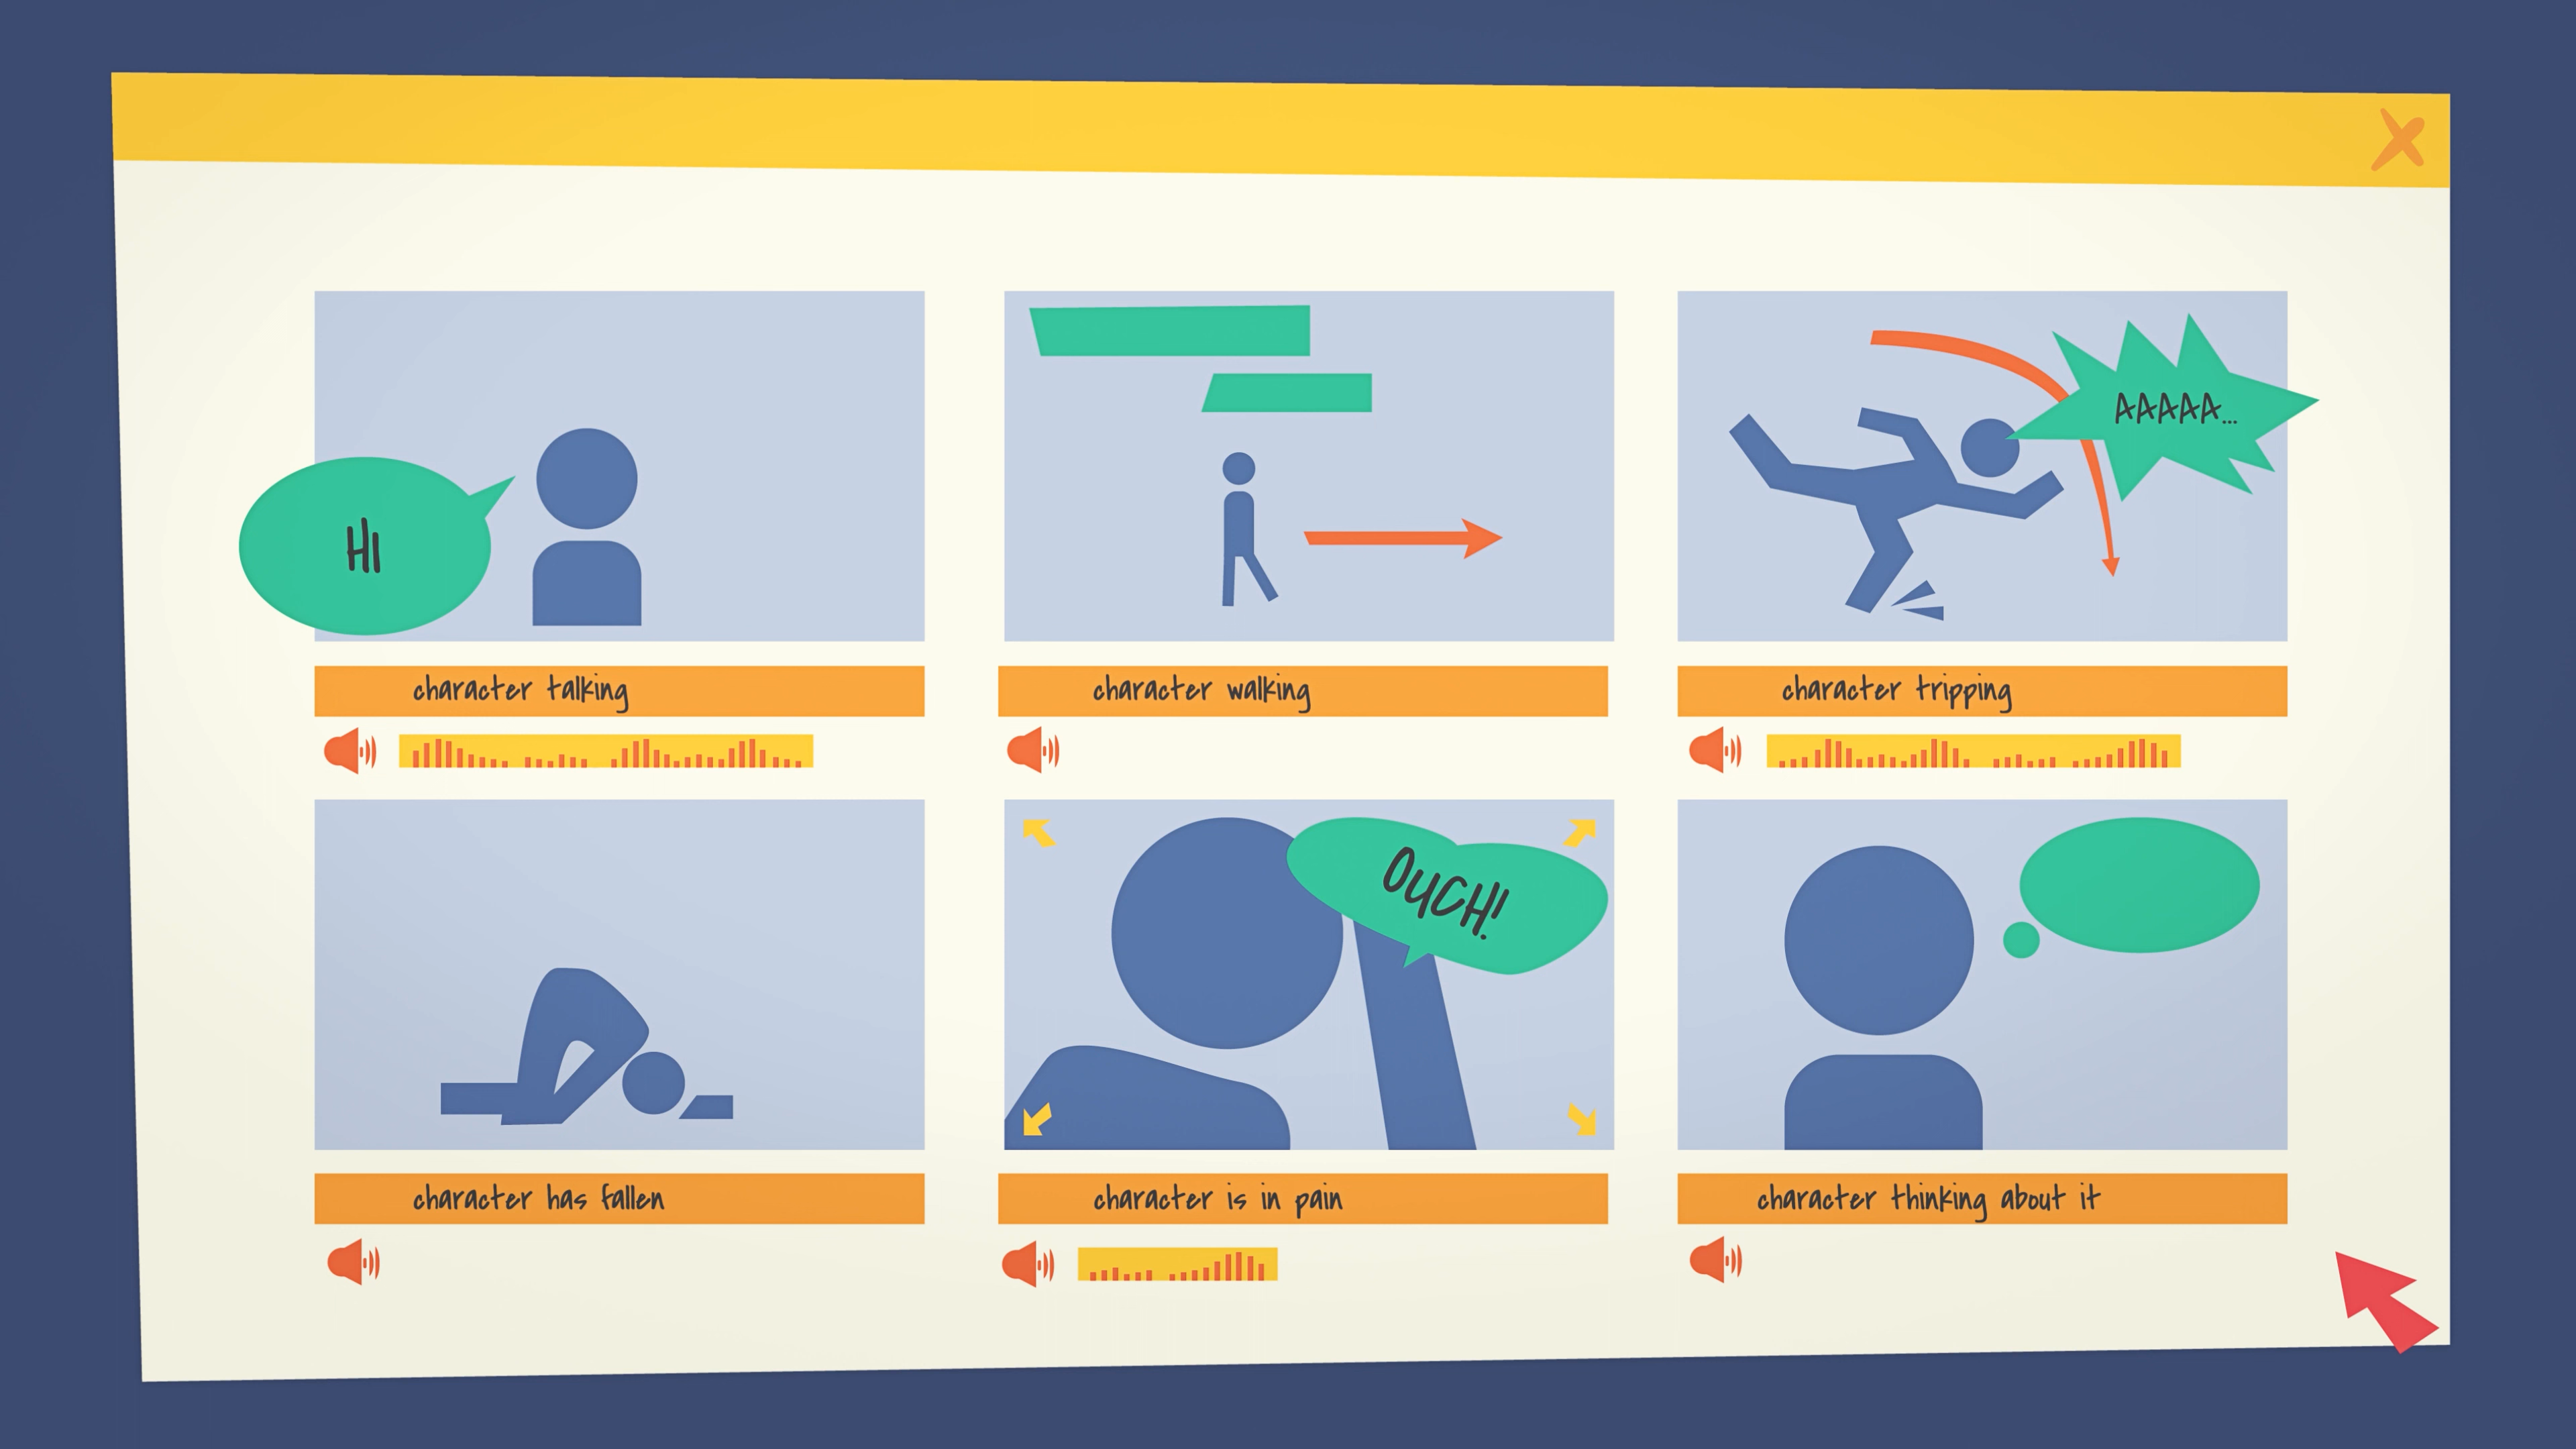 HI
AAAAA...
character talking
character walking
character tripping
OUCH!
character has fallen
character is in pain
character thinking about it